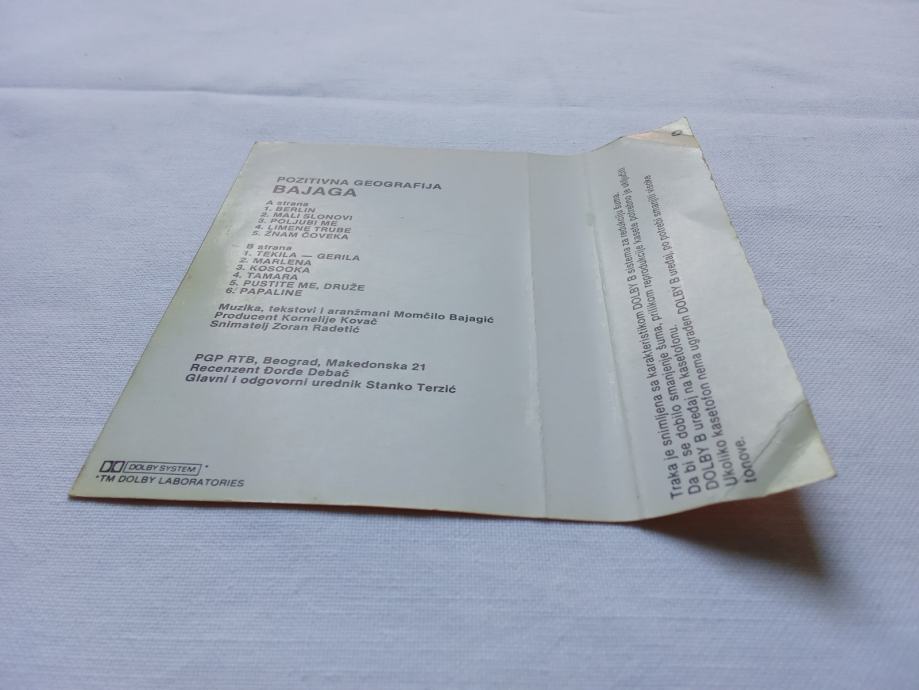 POZITIVNA GEOGRAFIJA
BAJAGA
A strana
1. BERLIN
2. MALI SLONOVI
3. POLJUBI ME
4. LIMENE TRUBE
5. ZNAM ČOVEKA
B strana
1. TEKILA — GERILA
2. MARLENA
3. KOSOOKA
4. TAMARA
5. PUSTITE ME, DRUŽE
6. PAPALINE
Muzika, tekstovi i aranžmani Momčilo Bajagić
Producent Kornelije Kovač
Snimatelj Zoran Radetić
PGP RTB, Beograd, Makedonska 21
Recenzent Đorđe Debač
Glavni i odgovorni urednik Stanko Terzić
DOLBY SYSTEM *
*TM DOLBY LABORATORIES
Traka je snimljena sa karakteristikom DOLBY B sistema za redukciju šuma.
Da bi se dobilo smanjenje šuma, prilikom reprodukcije kasete potrebno je uključiti
DOLBY B uređaj na kasetofonu.
Ukoliko kasetofon nema ugrađen DOLBY B uređaj, po potrebi smanjiti visoke
tonove.